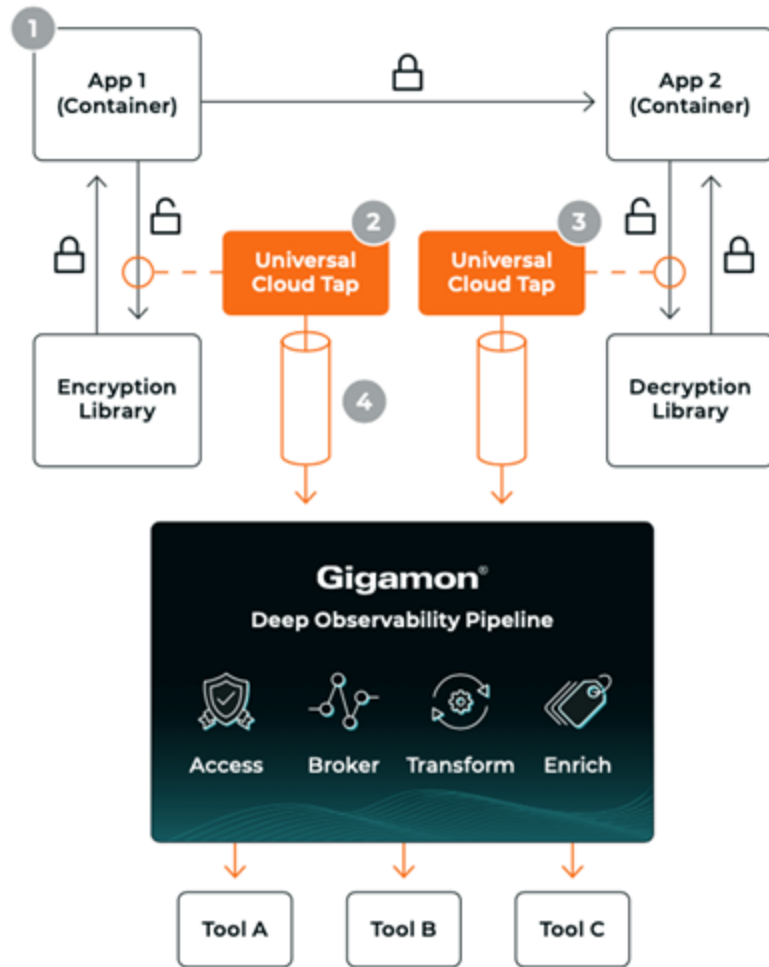 1
App 1
(Container)
App 2
(Container)
2
Universal
Cloud Tap
3
Universal
Cloud Tap
Encryption
Library
4
Decryption
Library
Gigamon®
Deep Observability Pipeline
Access
Broker
Transform
Enrich
Tool A
Tool B
Tool C